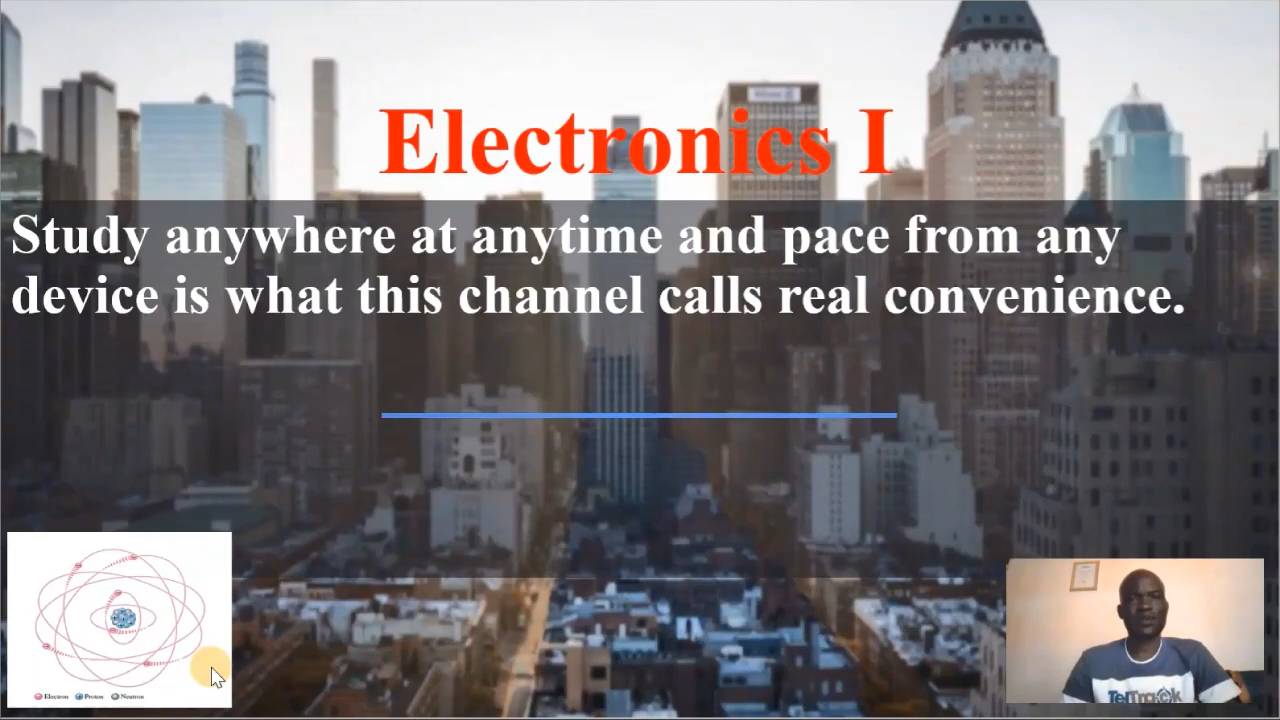 Electronics I
Study anywhere at anytime and pace from any
device is what this channel calls real convenience.
Electron Proton Neutron
TelTrack